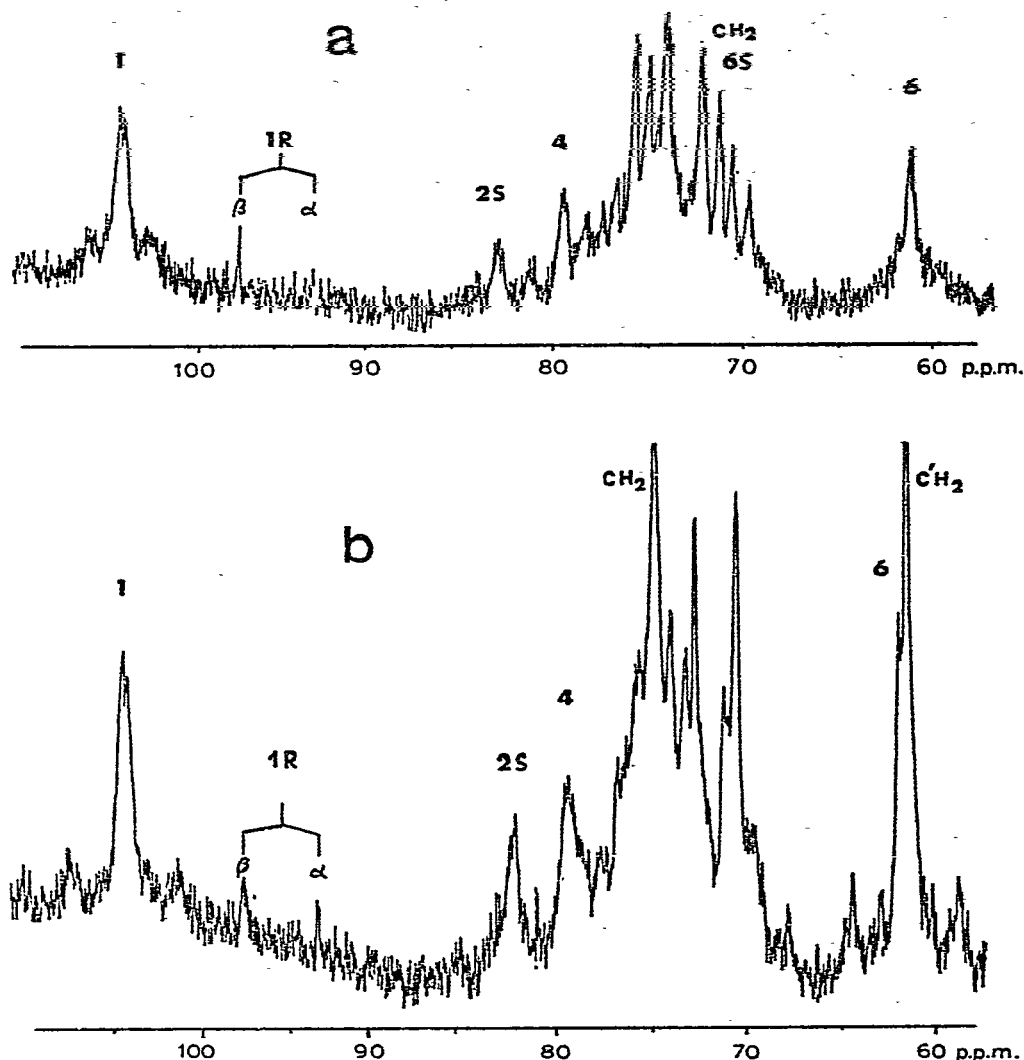 a
CH₂
1
6S
6
1R
4
2S
β α
100 90 80 70 60 p.p.m.
b
CH₂
C'H₂
6
1
4
1R
2S
β α
100 90 80 70 60 p.p.m.